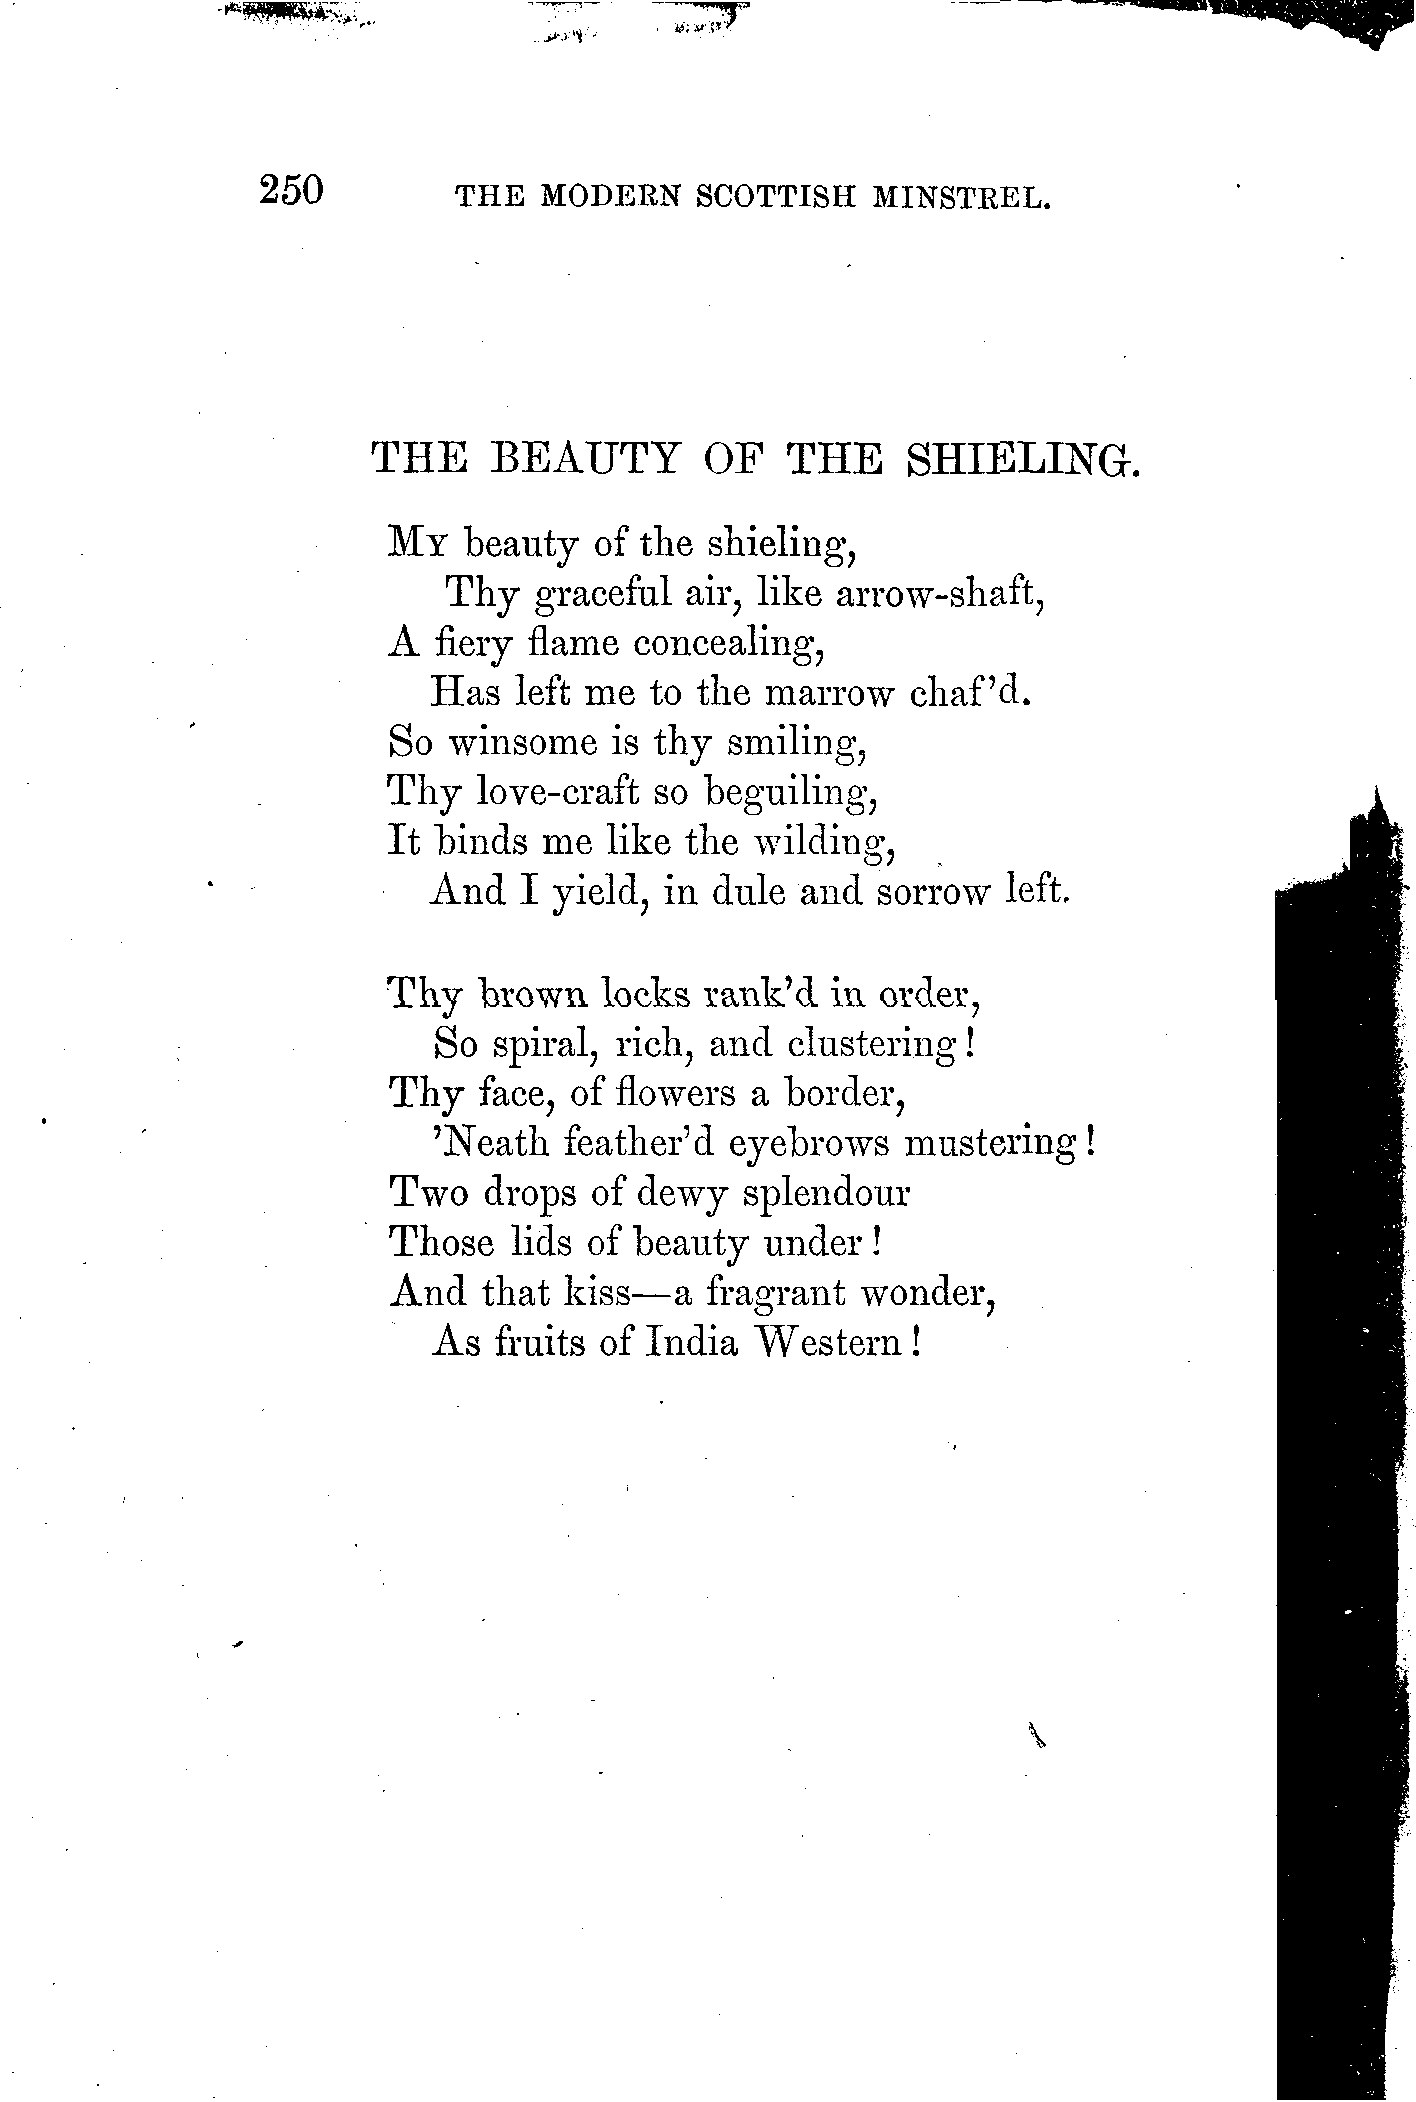 250 THE MODERN SCOTTISH MINSTREL.
THE BEAUTY OF THE SHIELING.
MY beauty of the shieling,
Thy graceful air, like arrow-shaft,
A fiery flame concealing,
Has left me to the marrow chaf'd.
So winsome is thy smiling,
Thy love-craft so beguiling,
It binds me like the wilding,
And I yield, in dule and sorrow left.
Thy brown locks rank'd in order,
So spiral, rich, and clustering!
Thy face, of flowers a border,
'Neath feather'd eyebrows mustering!
Two drops of dewy splendour
Those lids of beauty under!
And that kiss—a fragrant wonder,
As fruits of India Western!